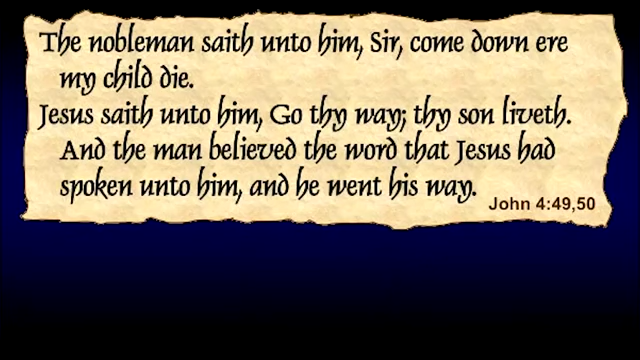 The nobleman saith unto him, Sir, come down ere
my child die.
Jesus saith unto him, Go thy way; thy son liveth.
And the man believed the word that Jesus had
spoken unto him, and he went his way.
John 4:49,50